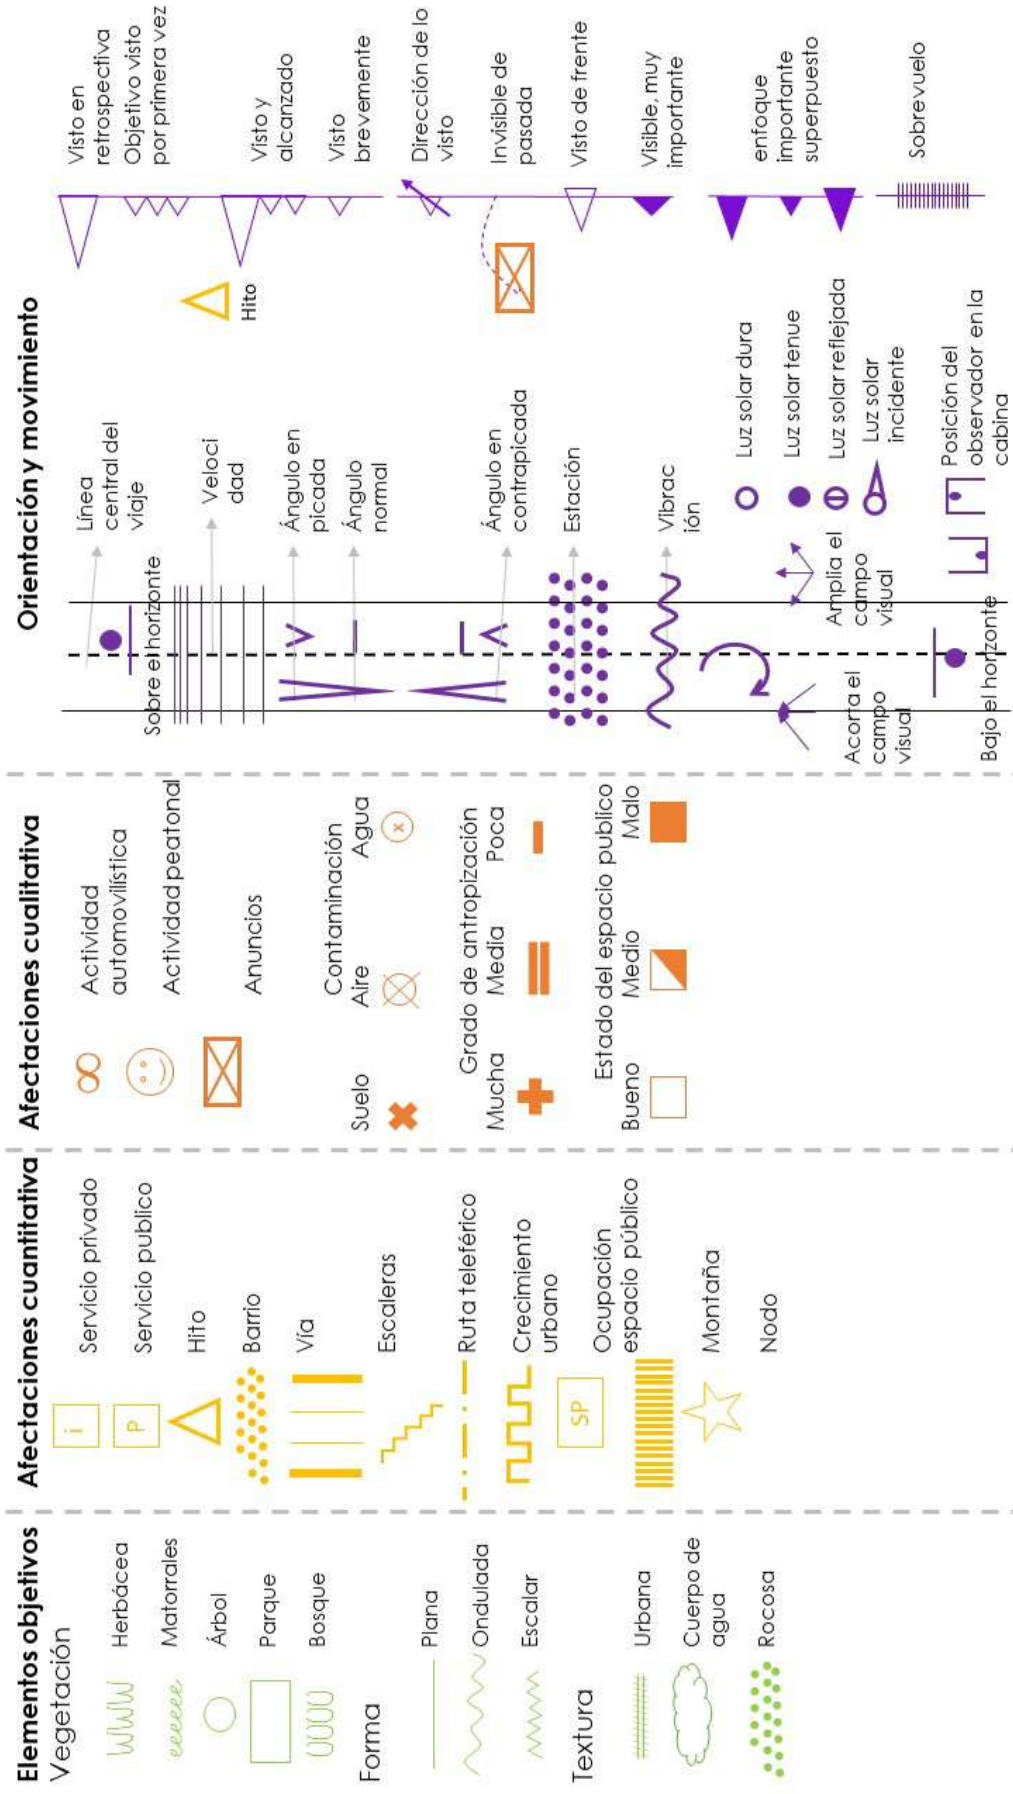 Elementos objetivos
Vegetación
Herbácea
Matorrales
Árbol
Parque
Bosque
Forma
Plana
Ondulada
Escalar
Textura
Urbana
Cuerpo de
agua
Rocosa
Afectaciones cuantitativa
i
Servicio privado
P
Servicio publico
Hito
Barrio
Vía
Escaleras
Ruta teleférico
Crecimiento
urbano
SP
Ocupación
espacio público
Montaña
Nodo
Afectaciones cualitativa
Actividad
automovilística
Actividad peatonal
Anuncios
Contaminación
Suelo Aire Agua
x
Grado de antropización
Mucha Media Poca
Estado del espacio publico
Bueno Medio Malo
Orientación y movimiento
Línea
central del
viaje
Sobre el horizonte
Veloci
dad
Ángulo en
picada
Ángulo
normal
Ángulo en
contrapicada
Estación
Vibrac
ión
Acorta el
campo
visual
Amplia el
campo
visual
Bajo el horizonte
Luz solar dura
Luz solar tenue
Luz solar reflejada
Luz solar
incidente
Posición del
observador en la
cabina
Hito
Visto en
retrospectiva
Objetivo visto
por primera vez
Visto y
alcanzado
Visto
brevemente
Dirección de lo
visto
Invisible de
pasada
Visto de frente
Visible, muy
importante
enfoque
importante
superpuesto
Sobrevuelo